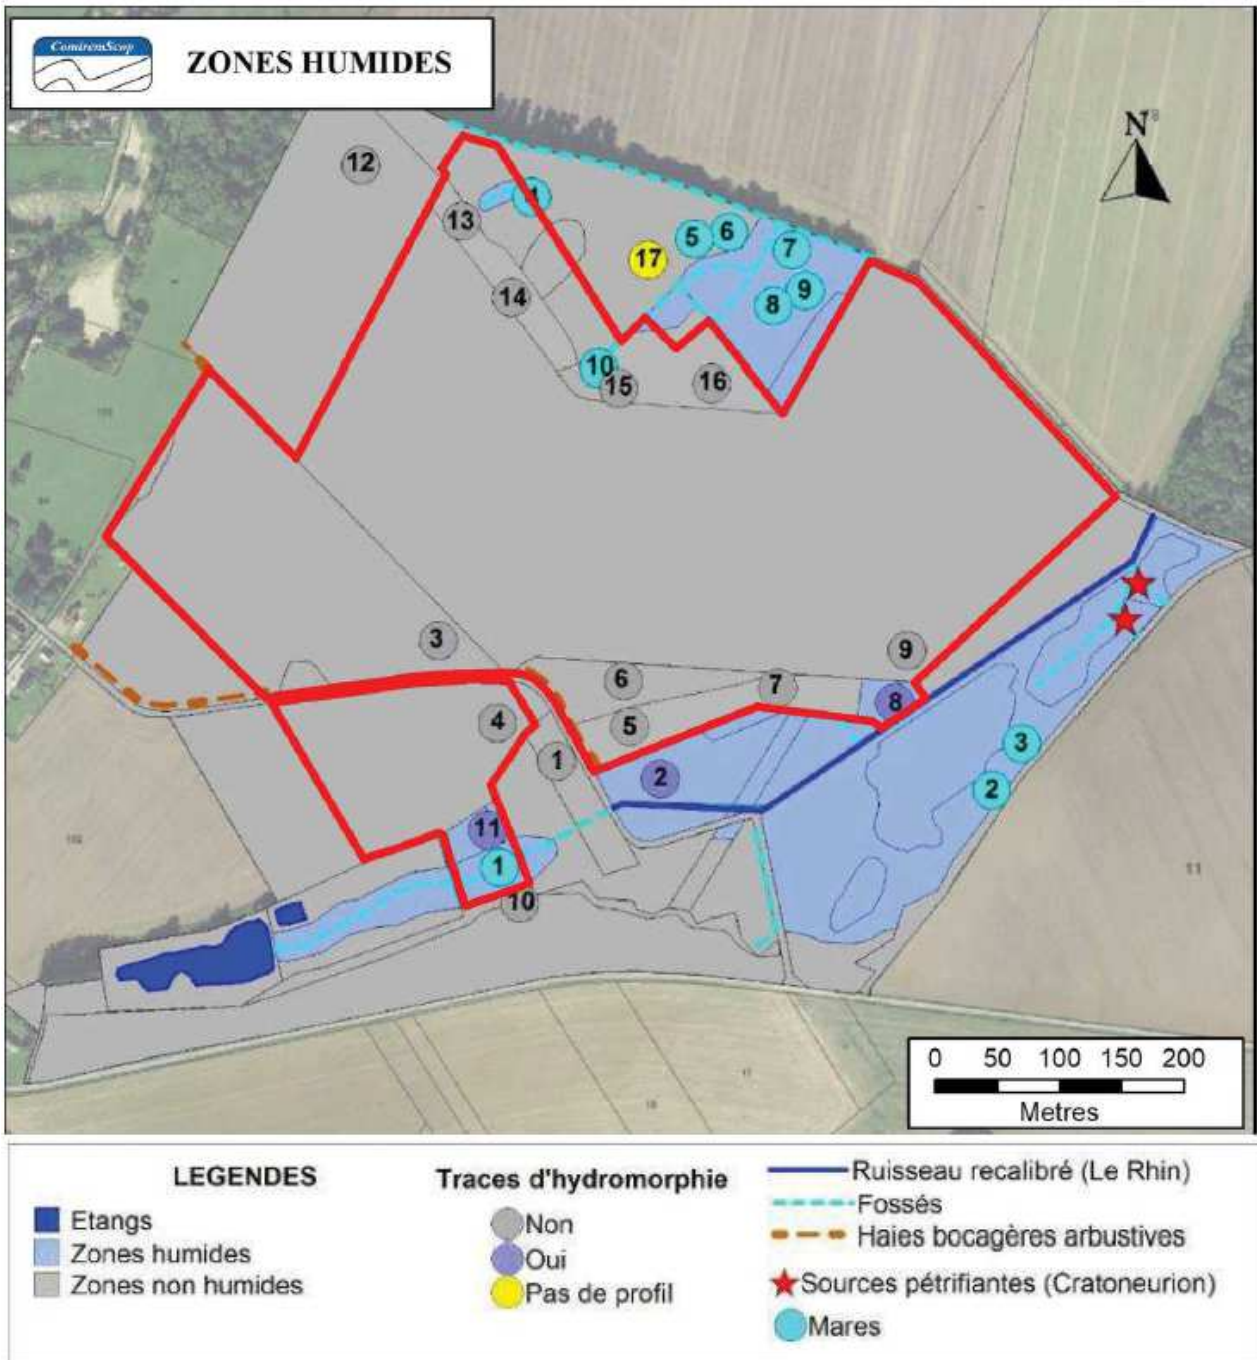 ComiremScop
ZONES HUMIDES
N
12
13
4
14
17
5 6
7
8 9
10
15
16
3
9
6
7
8
5
4
1
2
3
2
11
1
10
11
0 50 100 150 200
Metres
LEGENDES
Etangs
Zones humides
Zones non humides
Traces d'hydromorphie
Non
Oui
Pas de profil
Ruisseau recalibré (Le Rhin)
Fossés
Haies bocagères arbustives
Sources pétrifiantes (Cratoneurion)
Mares